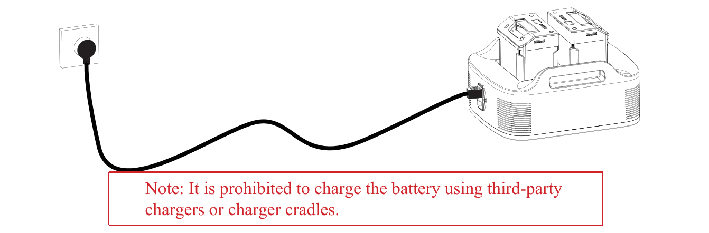 Note: It is prohibited to charge the battery using third-party
chargers or charger cradles.